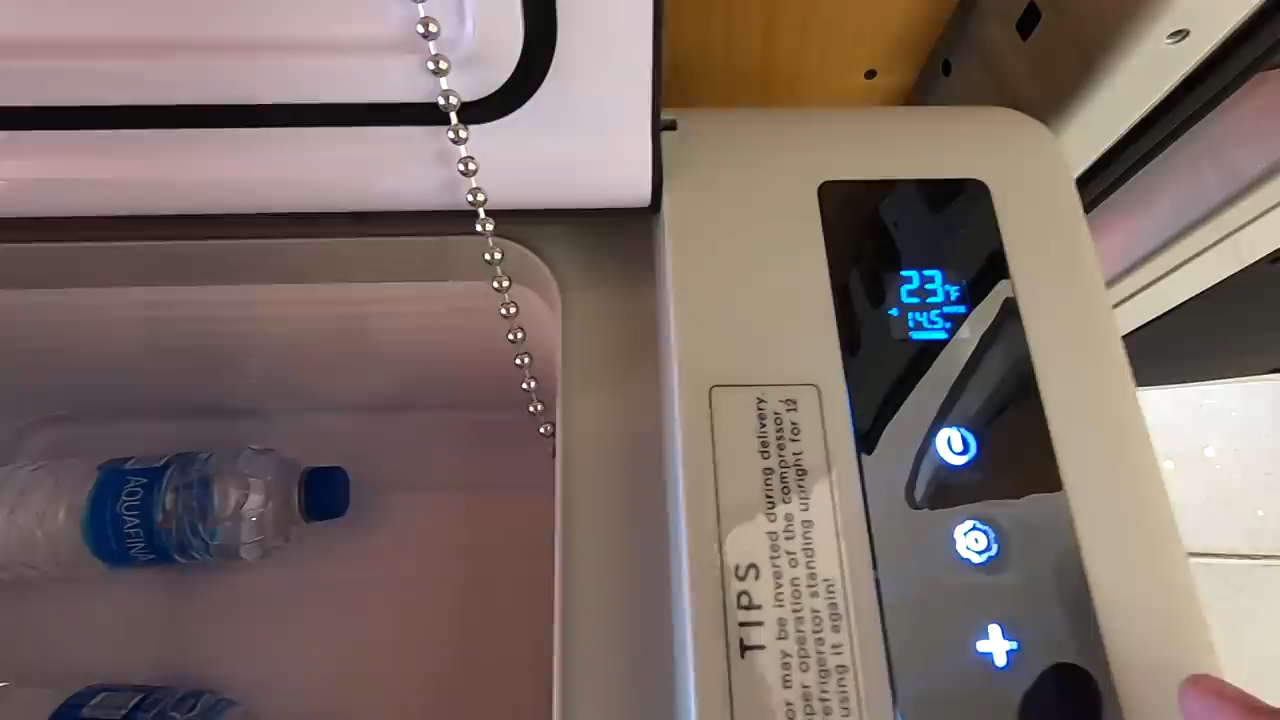 23°F
14.5
TIPS
or may be inverted during delivery.
per operation of the compressor,
efrigerator standing upright for 12
using it again!
AQUAFINA